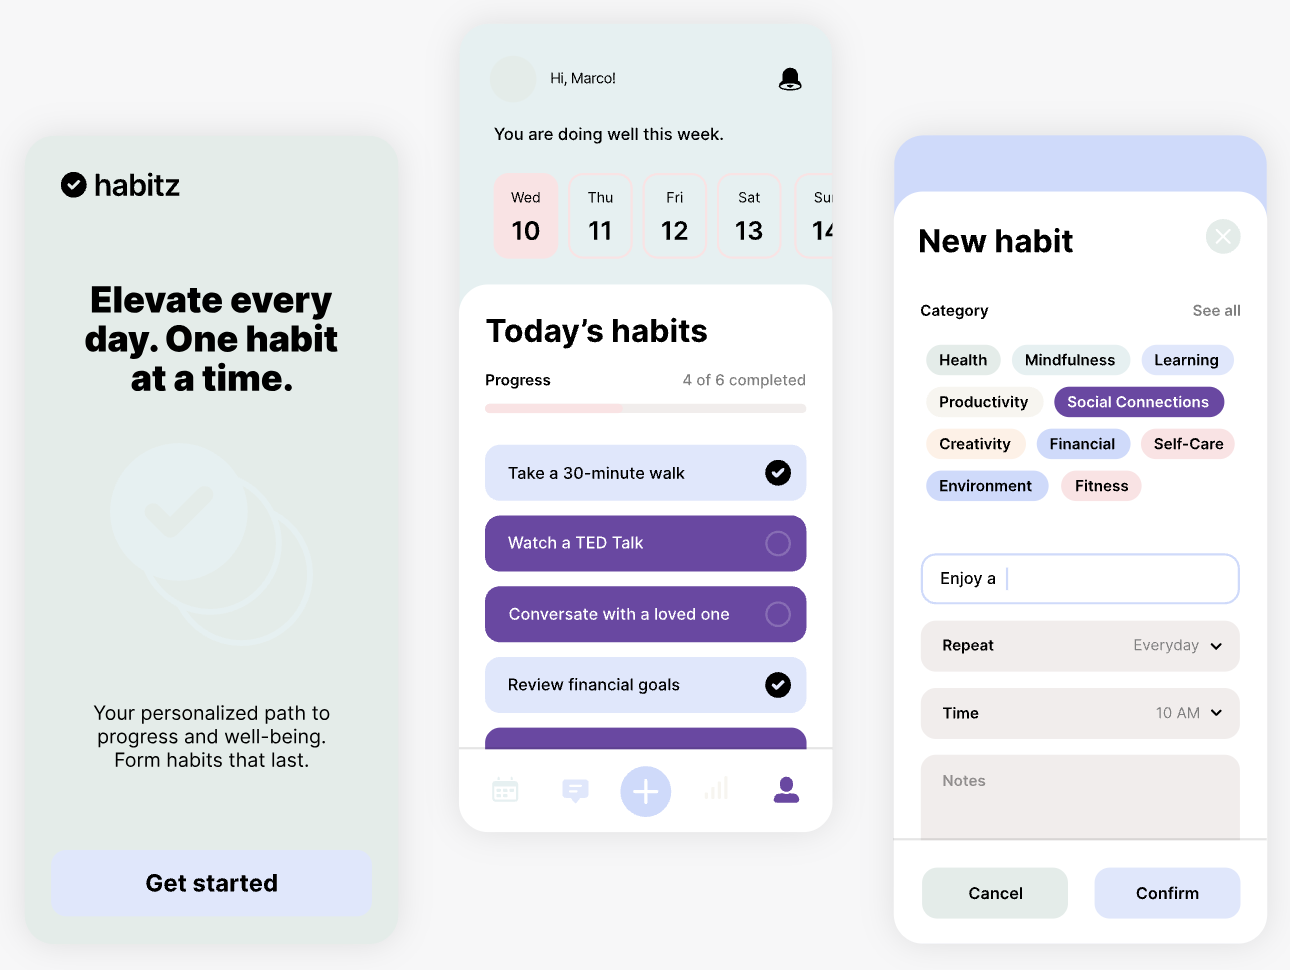 habitz
Elevate every
day. One habit
at a time.
Your personalized path to
progress and well-being.
Form habits that last.
Get started
Hi, Marco!
You are doing well this week.
Wed Thu Fri Sat Sun
10 11 12 13 14
Today’s habits
Progress 4 of 6 completed
Take a 30-minute walk
Watch a TED Talk
Conversate with a loved one
Review financial goals
New habit
Category See all
Health Mindfulness Learning
Productivity Social Connections
Creativity Financial Self-Care
Environment Fitness
Enjoy a
Repeat Everyday
Time 10 AM
Notes
Cancel Confirm